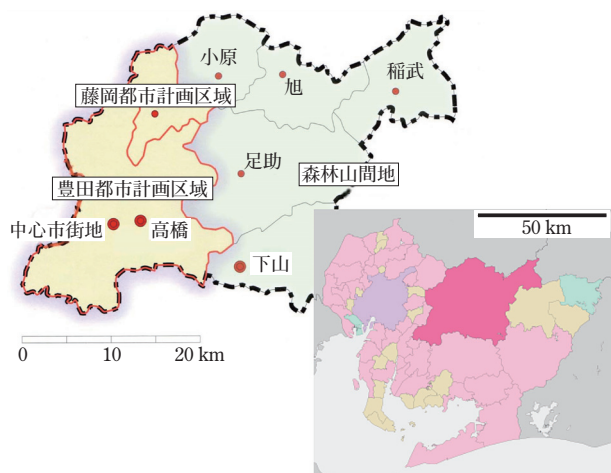 小原
旭
稲武
藤岡都市計画区域
足助
森林山間地
豊田都市計画区域
中心市街地
高橋
下山
50 km
0 10 20 km